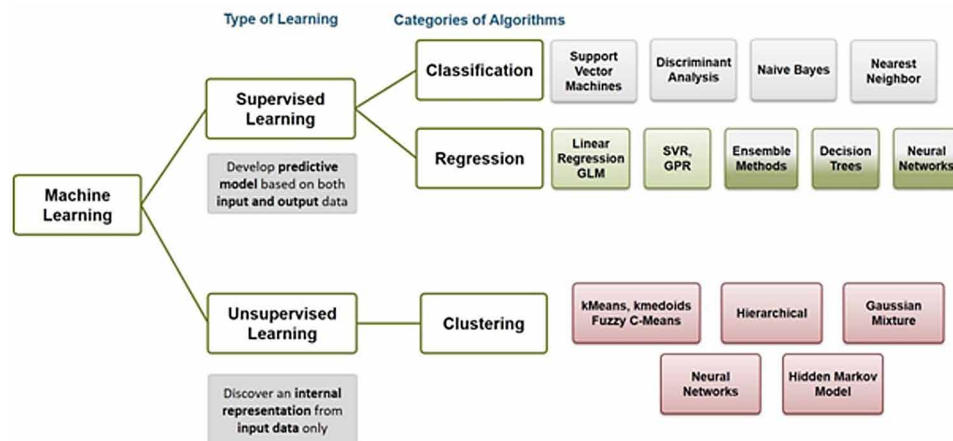 Type of Learning
Categories of Algorithms
Classification
Support
Vector
Machines
Discriminant
Analysis
Naive Bayes
Nearest
Neighbor
Supervised
Learning
Develop predictive
model based on both
input and output data
Regression
Linear
Regression
GLM
SVR,
GPR
Ensemble
Methods
Decision
Trees
Neural
Networks
Machine
Learning
Unsupervised
Learning
Discover an internal
representation from
input data only
Clustering
kMeans, kmedoids
Fuzzy C-Means
Hierarchical
Gaussian
Mixture
Neural
Networks
Hidden Markov
Model